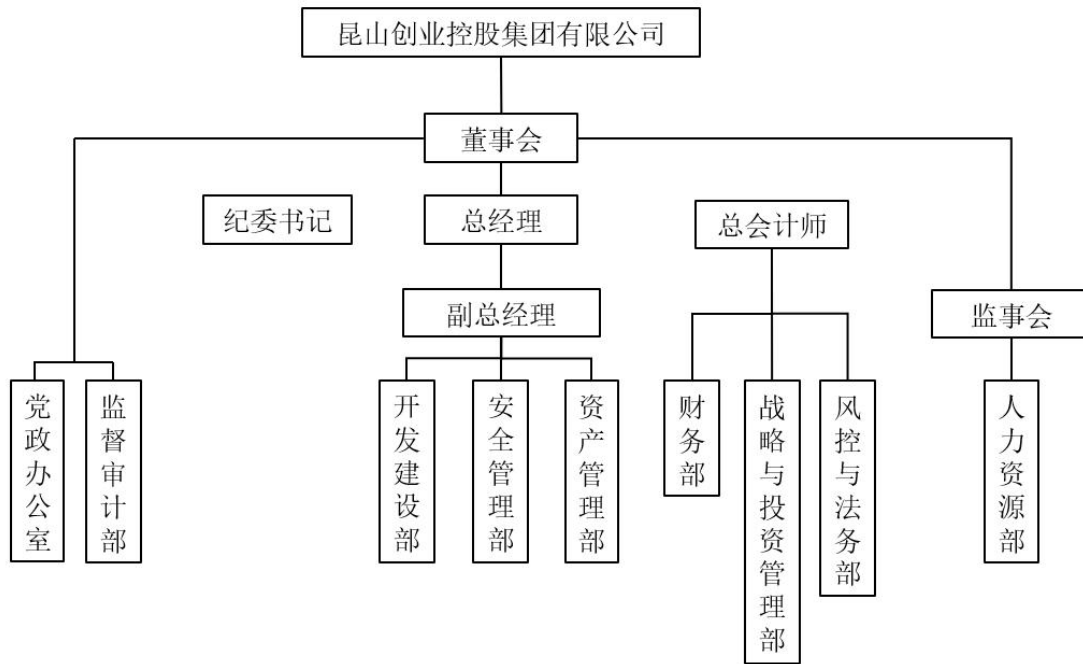 昆山创业控股集团有限公司
董事会
纪委书记
总经理
总会计师
副总经理
监事会
党政办公室
监督审计部
开发建设部
安全管理部
资产管理部
财务部
战略与投资管理部
风控与法务部
人力资源部